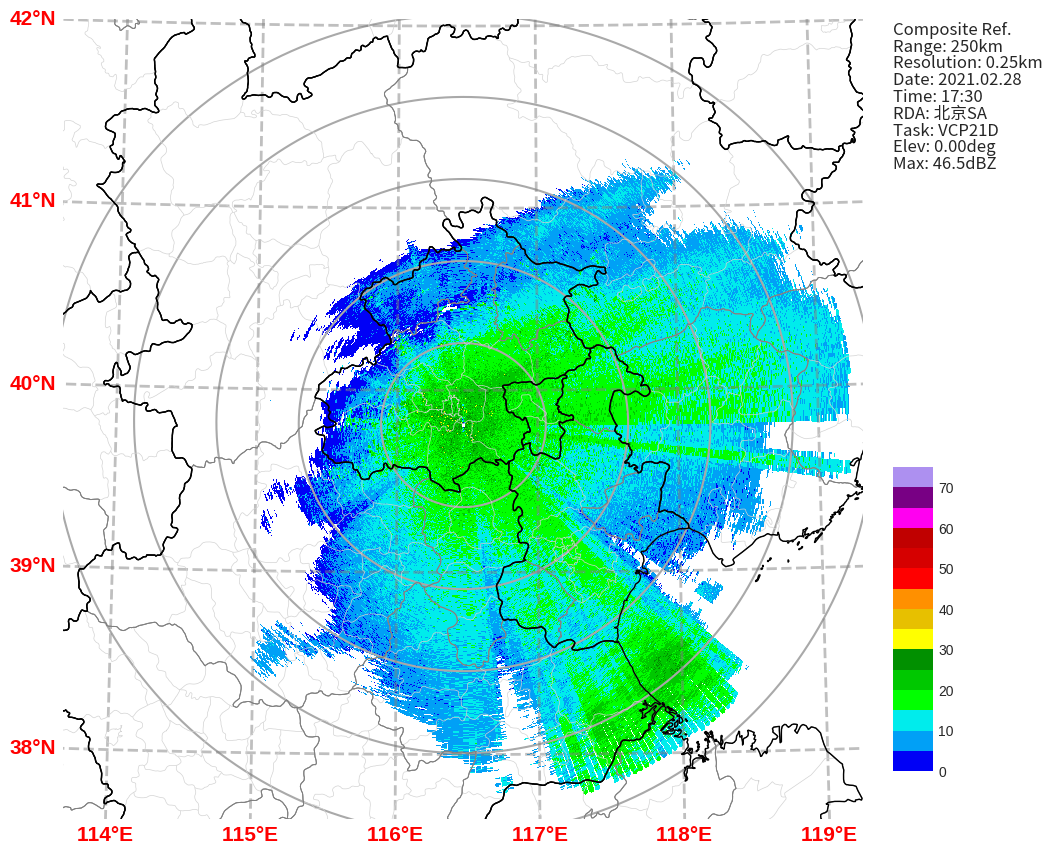 42°N
41°N
40°N
39°N
38°N
114°E
115°E
116°E
117°E
118°E
119°E
Composite Ref.
Range: 250km
Resolution: 0.25km
Date: 2021.02.28
Time: 17:30
RDA: 北京SA
Task: VCP21D
Elev: 0.00deg
Max: 46.5dBZ
70
60
50
40
30
20
10
0